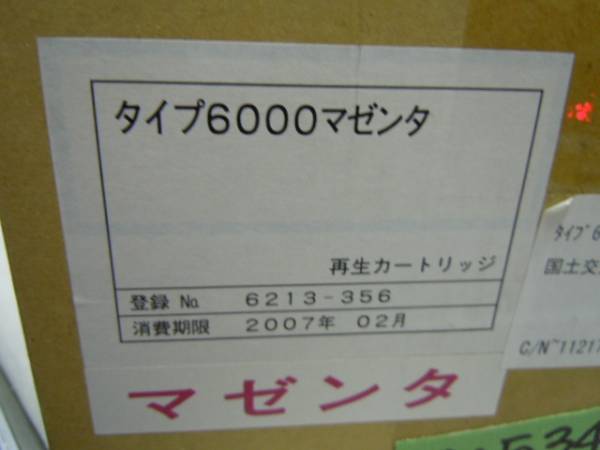 タイプ6000マゼンタ
再生カートリッジ
登録 No. 6213-356
消費期限 2007年 02月
マゼンタ
ﾀｲﾌﾟ6
国土交
C/N~11217
534